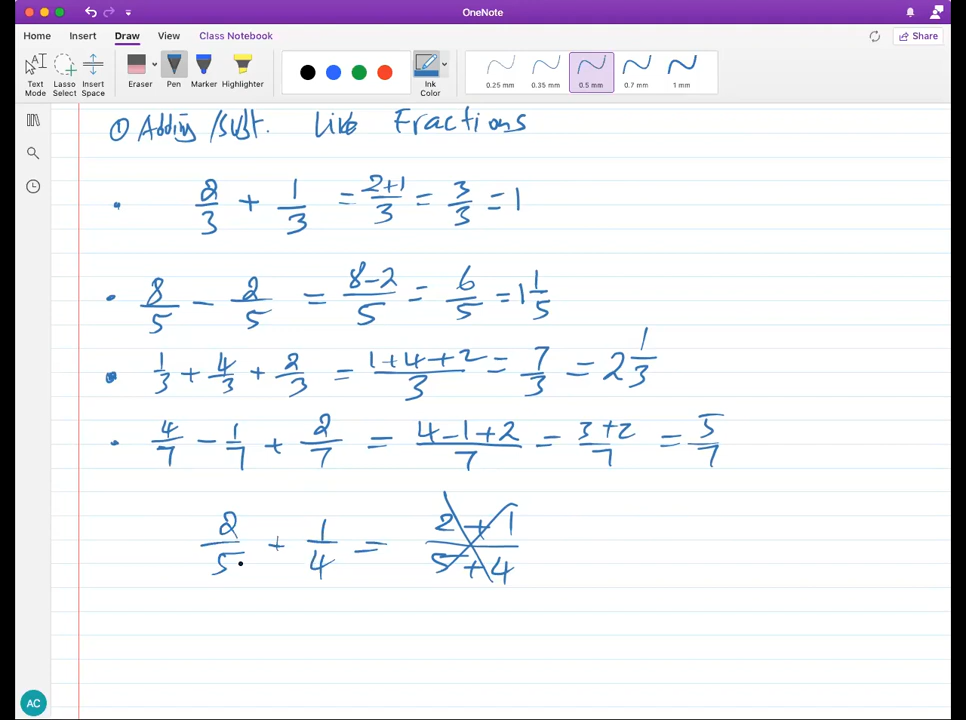 OneNote
Home Insert Draw View Class Notebook Share
Text Mode Lasso Select Insert Space Eraser Pen Marker Highlighter Ink Color 0.25 mm 0.35 mm 0.5 mm 0.7 mm 1 mm
① Adding/Subt. Like Fractions
• 2/3 + 1/3 = 2+1/3 = 3/3 = 1
• 8/5 − 2/5 = 8−2/5 = 6/5 = 1 1/5
• 1/3 + 4/3 + 2/3 = 1+4+2/3 = 7/3 = 2 1/3
• 4/7 − 1/7 + 2/7 = 4−1+2/7 = 3+2/7 = 5/7
2/5 + 1/4 = 2+1/5+4
AC